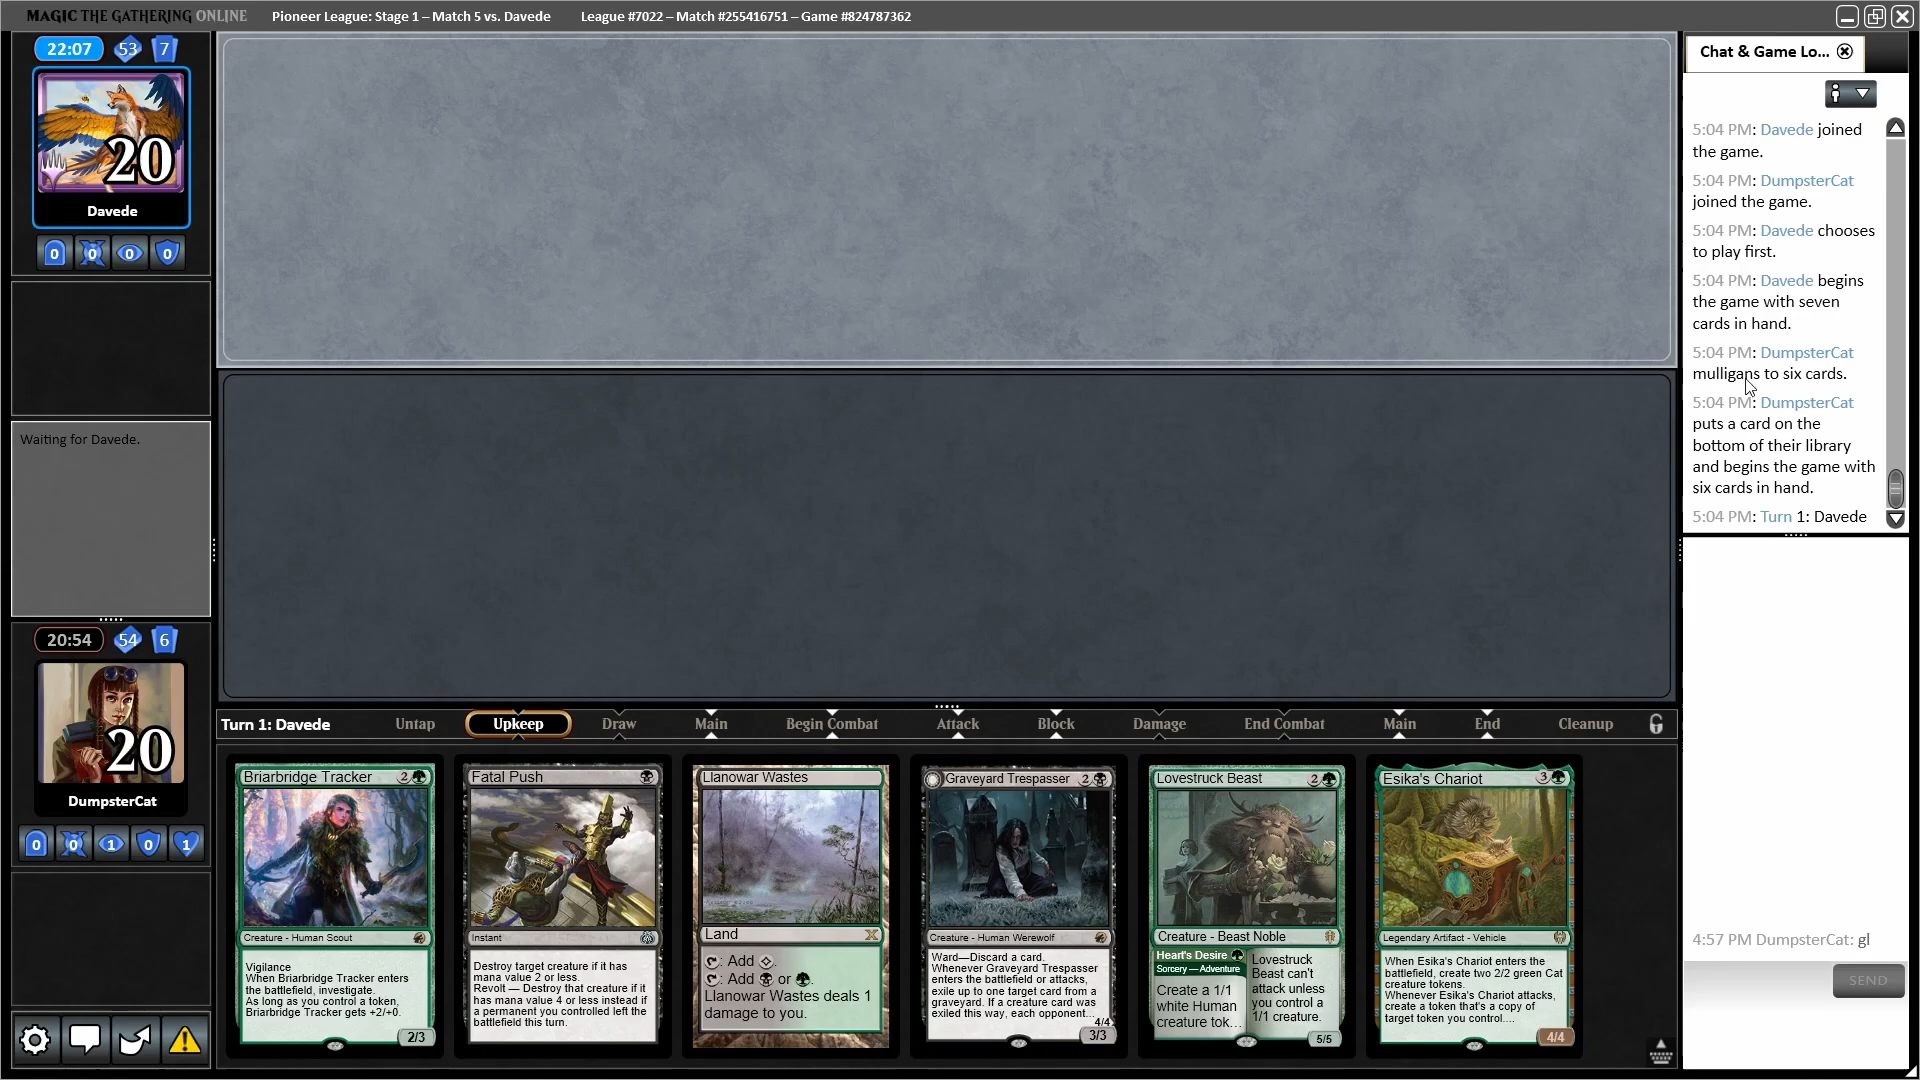 MAGIC THE GATHERING ONLINE
Pioneer League: Stage 1 – Match 5 vs. Davede
League #7022 – Match #255416751 – Game #824787362
22:07
53
7
20
Davede
0
0
0
0
Waiting for Davede.
20:54
54
6
20
DumpsterCat
0
0
1
0
1
Turn 1: Davede
Untap
Upkeep
Draw
Main
Begin Combat
Attack
Block
Damage
End Combat
Main
End
Cleanup
Briarbridge Tracker
2
Creature - Human Scout
Vigilance
When Briarbridge Tracker enters
the battlefield, investigate.
As long as you control a token,
Briarbridge Tracker gets +2/+0.
2/3
Fatal Push
Instant
Destroy target creature if it has
mana value 2 or less.
Revolt — Destroy that creature if it
has mana value 4 or less instead if
a permanent you controlled left the
battlefield this turn.
Llanowar Wastes
Land
: Add
: Add or
Llanowar Wastes deals 1
damage to you.
Graveyard Trespasser
2
Creature - Human Werewolf
Ward—Discard a card.
Whenever Graveyard Trespasser
enters the battlefield or attacks,
exile up to one target card from a
graveyard. If a creature card was
exiled this way, each opponent...
4/4
3/3
Lovestruck Beast
2
Creature - Beast Noble
Heart's Desire
Sorcery — Adventure
Create a 1/1
white Human
creature tok...
Lovestruck
Beast can't
attack unless
you control a
1/1 creature.
5/5
Esika's Chariot
3
Legendary Artifact - Vehicle
When Esika's Chariot enters the
battlefield, create two 2/2 green Cat
creature tokens.
Whenever Esika's Chariot attacks,
create a token that's a copy of
target token you control....
4/4
Chat & Game Lo...
5:04 PM: Davede joined
the game.
5:04 PM: DumpsterCat
joined the game.
5:04 PM: Davede chooses
to play first.
5:04 PM: Davede begins
the game with seven
cards in hand.
5:04 PM: DumpsterCat
mulligans to six cards.
5:04 PM: DumpsterCat
puts a card on the
bottom of their library
and begins the game with
six cards in hand.
5:04 PM: Turn 1: Davede
4:57 PM DumpsterCat: gl
SEND